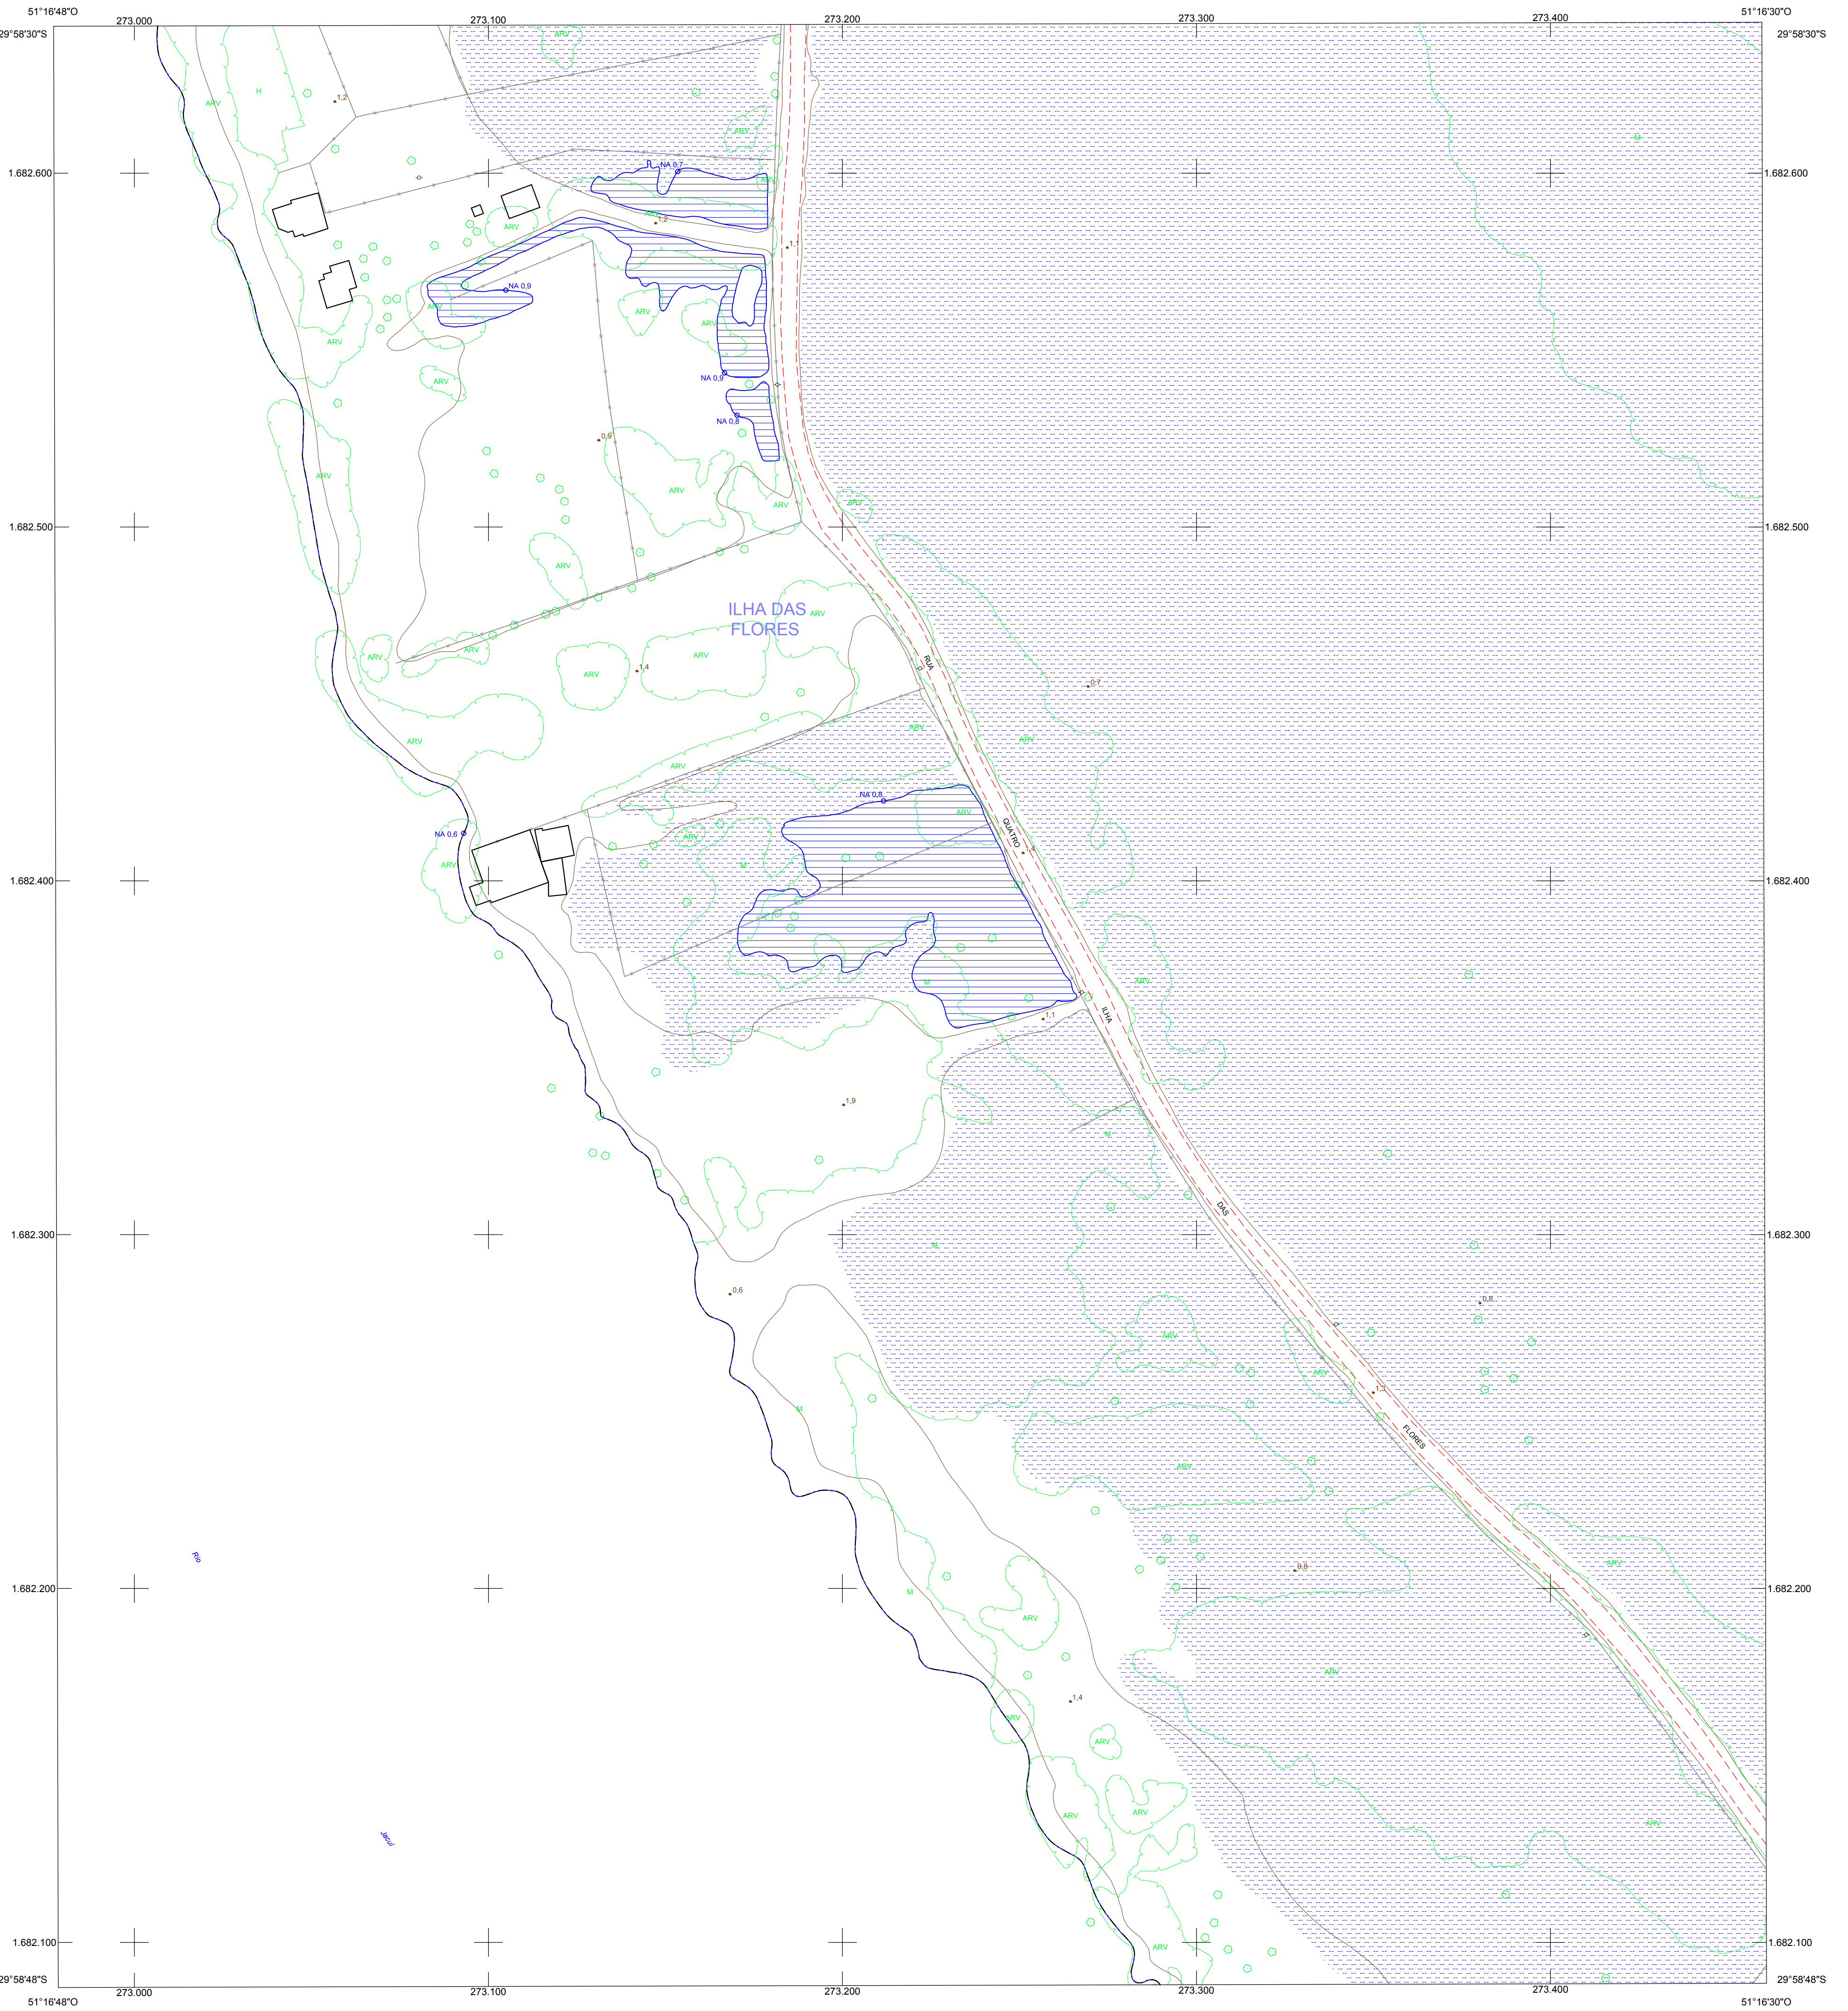 51°16'48"O
273.000
273.100
273.200
273.300
273.400
51°16'30"O
29°58'30"S
29°58'30"S
ARV
H
ARV
1,2
ARV
M
1.682.600
NA 0,7
ARV
1.682.600
ARV
1,2
ARV
1,1
NA 0,9
ARV
ARV
ARV
ARV
NA 0,9
ARV
NA 0,8
0,9
ARV
ARV
ARV
ARV
1.682.500
1.682.500
ARV
ILHA DAS
FLORES
ARV
ARV
ARV
ARV
RUA
1,4
ARV
0,7
ARV
ARV
ARV
ARV
NA 0,8
ARV
NA 0,6
ARV
QUATRO
1,4
ARV
M
1.682.400
1.682.400
M
ARV
ILHA
1,1
1,9
M
DAS
1.682.300
M
1.682.300
0,6
0,8
ARV
ARV
1,3
M
FLORES
ARV
Rio
ARV
0,8
1.682.200
M
1.682.200
ARV
ARV
1,4
ARV
ARV
Jacuí
ARV
ARV
ARV
1.682.100
ARV
1.682.100
29°58'48"S
29°58'48"S
273.000
273.100
273.200
273.300
273.400
51°16'48"O
51°16'30"O